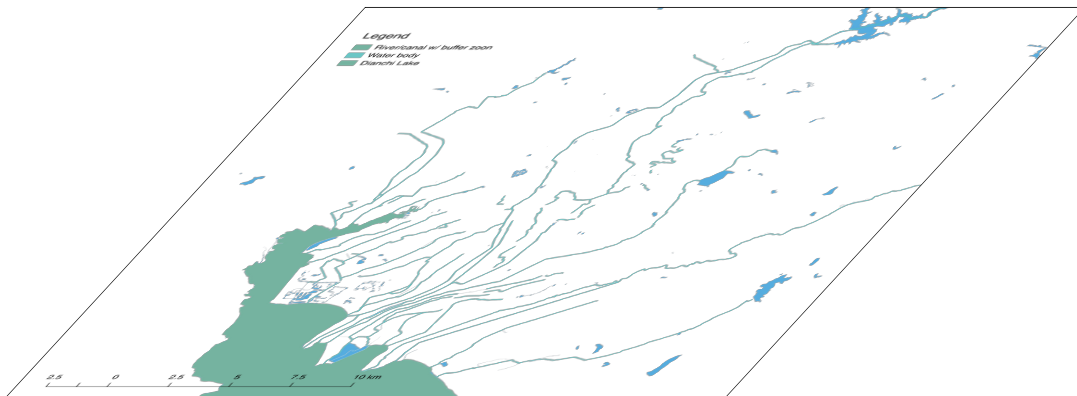 Legend
River/canal w/ buffer zoon
Water body
Dianchi Lake
2.5 0 2.5 5 7.5 10 km